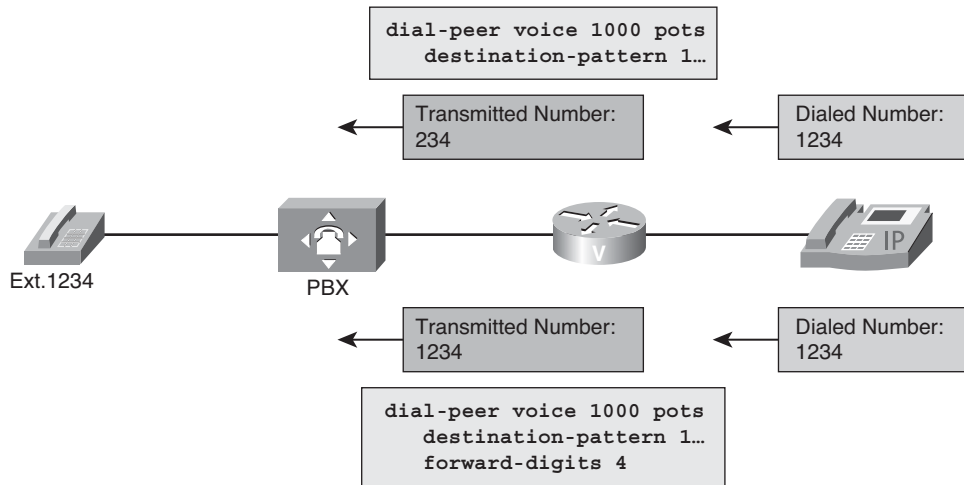 dial-peer voice 1000 pots
destination-pattern 1…
Transmitted Number:
234
Dialed Number:
1234
V
IP
Ext.1234
PBX
Transmitted Number:
1234
Dialed Number:
1234
dial-peer voice 1000 pots
destination-pattern 1…
forward-digits 4